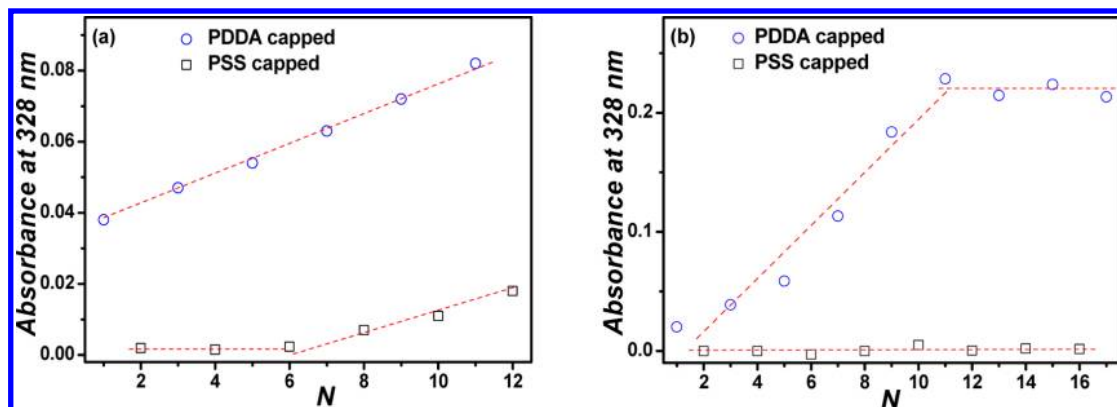 (a)
PDDA capped
PSS capped
Absorbance at 328 nm
0.08
0.06
0.04
0.02
0.00
2 4 6 8 10 12
N
(b)
PDDA capped
PSS capped
Absorbance at 328 nm
0.2
0.1
0.0
2 4 6 8 10 12 14 16
N